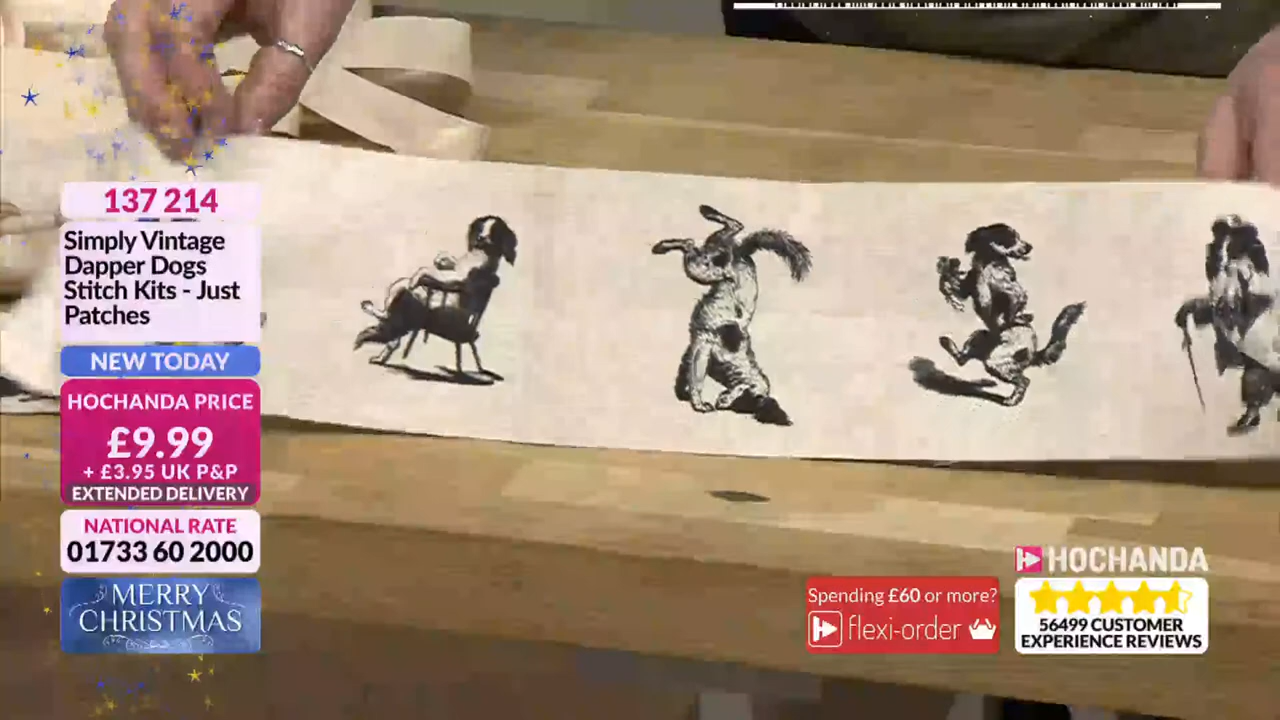 137 214
Simply Vintage
Dapper Dogs
Stitch Kits - Just
Patches
NEW TODAY
HOCHANDA PRICE
£9.99
+ £3.95 UK P&P
EXTENDED DELIVERY
NATIONAL RATE
01733 60 2000
MERRY
CHRISTMAS
Spending £60 or more?
flexi-order
HOCHANDA
56499 CUSTOMER
EXPERIENCE REVIEWS